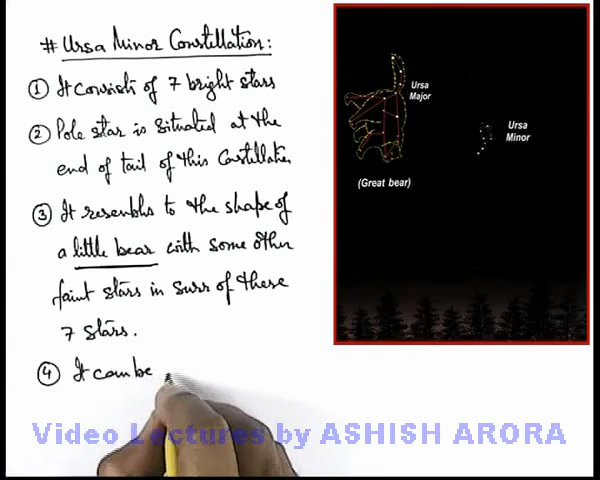 # Ursa Minor Constellation:
① It consists of 7 bright stars
② Pole star is situated at the
end of tail of this Constellation
③ It resembles to the shape of
a little bear with some other
faint stars in surr of these
7 stars.
④ It can be
Ursa
Major
Ursa
Minor
(Great bear)
Video Lectures by ASHISH ARORA